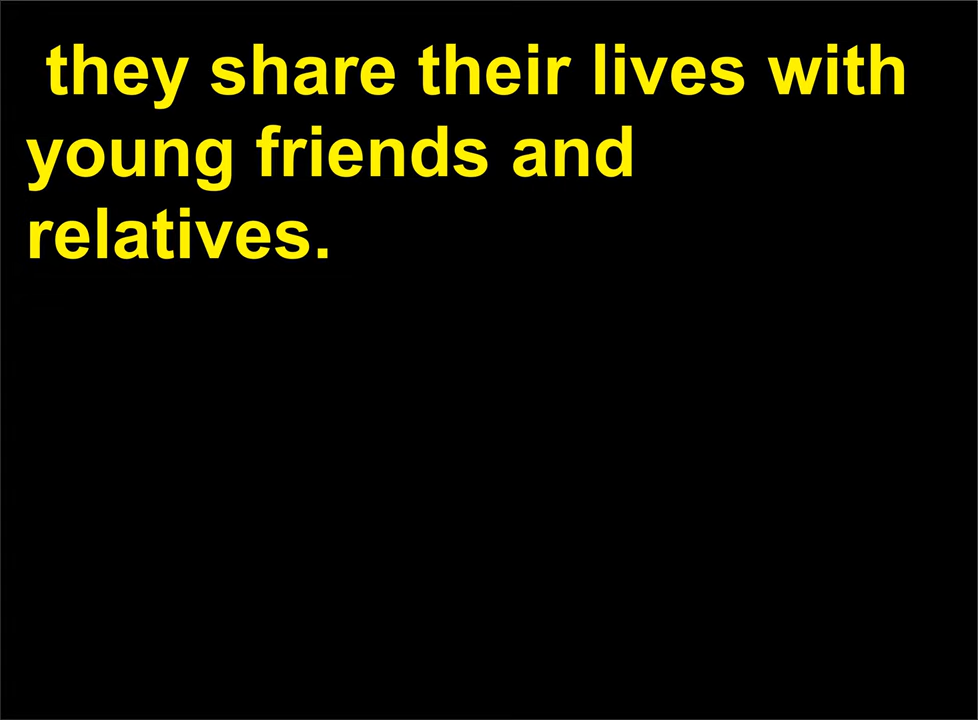 they share their lives with
young friends and
relatives.